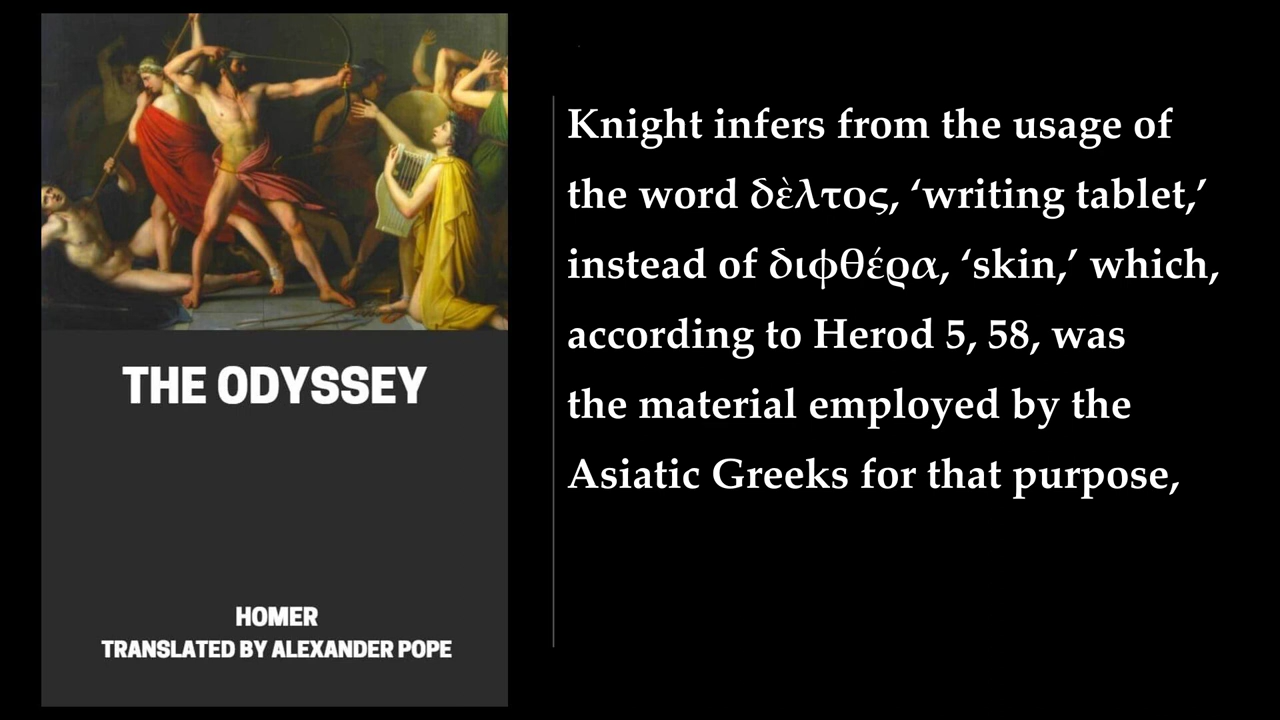 THE ODYSSEY
HOMER
TRANSLATED BY ALEXANDER POPE
Knight infers from the usage of
the word δὲλτος, ‘writing tablet,’
instead of διφθέρα, ‘skin,’ which,
according to Herod 5, 58, was
the material employed by the
Asiatic Greeks for that purpose,